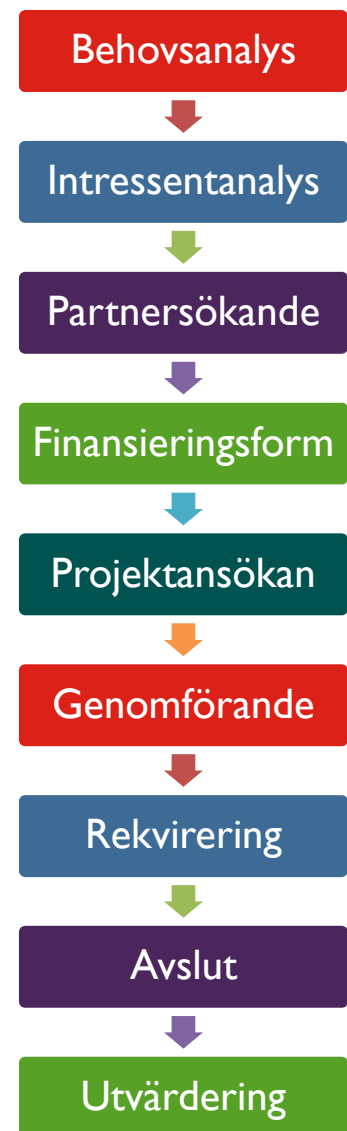 Behovsanalys
Intressentanalys
Partnersökande
Finansieringsform
Projektansökan
Genomförande
Rekvirering
Avslut
Utvärdering